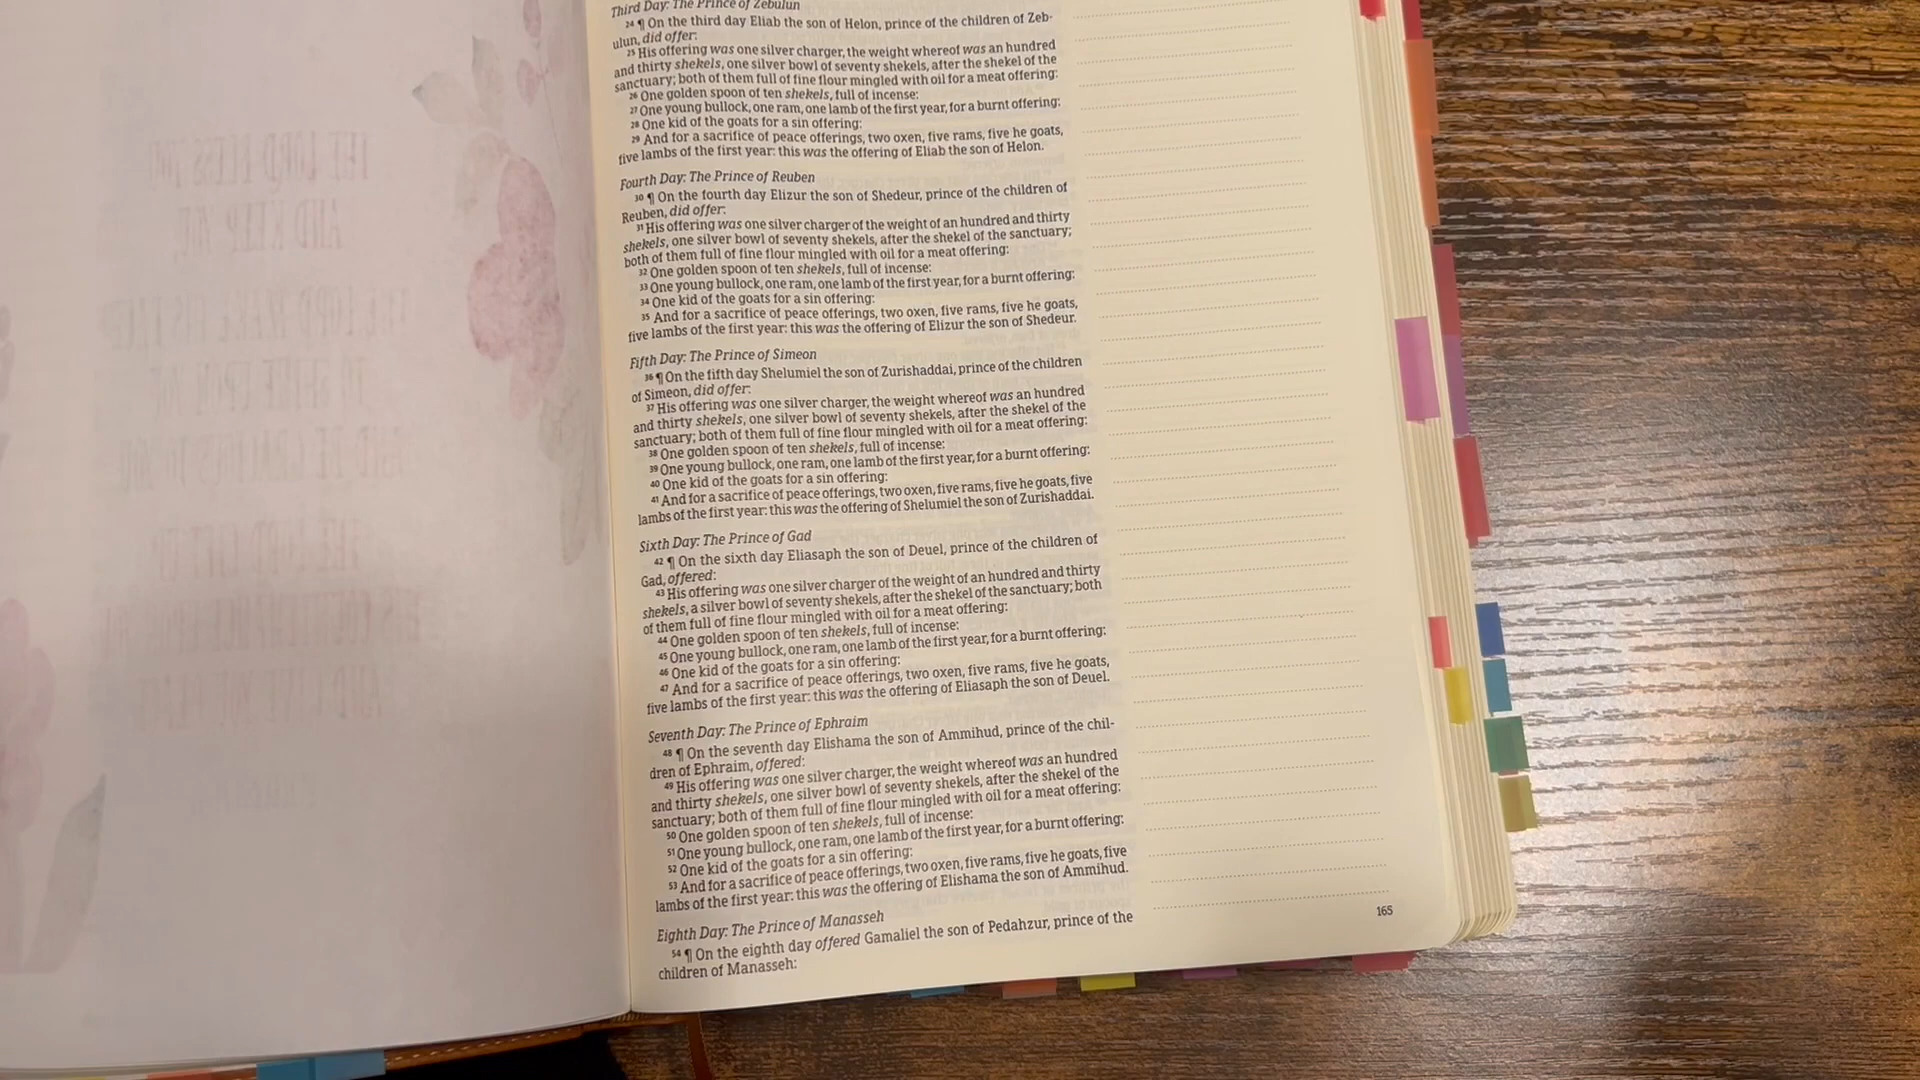 Third Day: The Prince of Zebulun
24 ¶ On the third day Eliab the son of Helon, prince of the children of Zeb-
ulun, did offer:
25 His offering was one silver charger, the weight whereof was an hundred
and thirty shekels, one silver bowl of seventy shekels, after the shekel of the
sanctuary; both of them full of fine flour mingled with oil for a meat offering:
26 One golden spoon of ten shekels, full of incense:
27 One young bullock, one ram, one lamb of the first year, for a burnt offering:
28 One kid of the goats for a sin offering:
29 And for a sacrifice of peace offerings, two oxen, five rams, five he goats,
five lambs of the first year: this was the offering of Eliab the son of Helon.
Fourth Day: The Prince of Reuben
30 ¶ On the fourth day Elizur the son of Shedeur, prince of the children of
Reuben, did offer:
31 His offering was one silver charger of the weight of an hundred and thirty
shekels, one silver bowl of seventy shekels, after the shekel of the sanctuary;
both of them full of fine flour mingled with oil for a meat offering:
32 One golden spoon of ten shekels, full of incense:
33 One young bullock, one ram, one lamb of the first year, for a burnt offering:
34 One kid of the goats for a sin offering:
35 And for a sacrifice of peace offerings, two oxen, five rams, five he goats,
five lambs of the first year: this was the offering of Elizur the son of Shedeur.
Fifth Day: The Prince of Simeon
36 ¶ On the fifth day Shelumiel the son of Zurishaddai, prince of the children
of Simeon, did offer:
37 His offering was one silver charger, the weight whereof was an hundred
and thirty shekels, one silver bowl of seventy shekels, after the shekel of the
sanctuary; both of them full of fine flour mingled with oil for a meat offering:
38 One golden spoon of ten shekels, full of incense:
39 One young bullock, one ram, one lamb of the first year, for a burnt offering:
40 One kid of the goats for a sin offering:
41 And for a sacrifice of peace offerings, two oxen, five rams, five he goats, five
lambs of the first year: this was the offering of Shelumiel the son of Zurishaddai.
Sixth Day: The Prince of Gad
42 ¶ On the sixth day Eliasaph the son of Deuel, prince of the children of
Gad, offered:
43 His offering was one silver charger of the weight of an hundred and thirty
shekels, a silver bowl of seventy shekels, after the shekel of the sanctuary; both
of them full of fine flour mingled with oil for a meat offering:
44 One golden spoon of ten shekels, full of incense:
45 One young bullock, one ram, one lamb of the first year, for a burnt offering:
46 One kid of the goats for a sin offering:
47 And for a sacrifice of peace offerings, two oxen, five rams, five he goats,
five lambs of the first year: this was the offering of Eliasaph the son of Deuel.
Seventh Day: The Prince of Ephraim
48 ¶ On the seventh day Elishama the son of Ammihud, prince of the chil-
dren of Ephraim, offered:
49 His offering was one silver charger, the weight whereof was an hundred
and thirty shekels, one silver bowl of seventy shekels, after the shekel of the
sanctuary; both of them full of fine flour mingled with oil for a meat offering:
50 One golden spoon of ten shekels, full of incense:
51 One young bullock, one ram, one lamb of the first year, for a burnt offering:
52 One kid of the goats for a sin offering:
53 And for a sacrifice of peace offerings, two oxen, five rams, five he goats, five
lambs of the first year: this was the offering of Elishama the son of Ammihud.
Eighth Day: The Prince of Manasseh
54 ¶ On the eighth day offered Gamaliel the son of Pedahzur, prince of the
children of Manasseh:
165